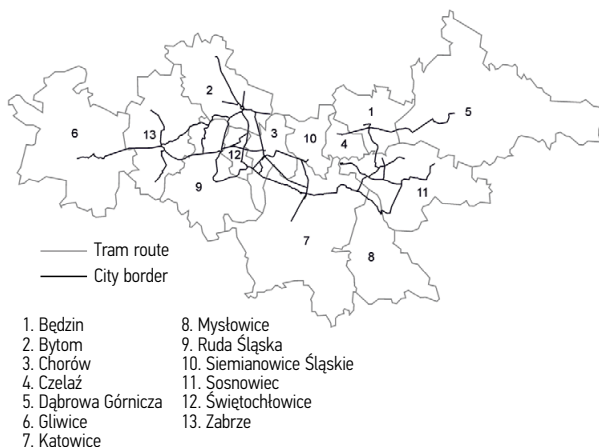 2
1
5
6
13
3
10
4
12
9
11
7
8
Tram route
City border
1. Będzin
2. Bytom
3. Chorów
4. Czelaź
5. Dąbrowa Górnicza
6. Gliwice
7. Katowice
8. Mysłowice
9. Ruda Śląska
10. Siemianowice Śląskie
11. Sosnowiec
12. Świętochłowice
13. Zabrze